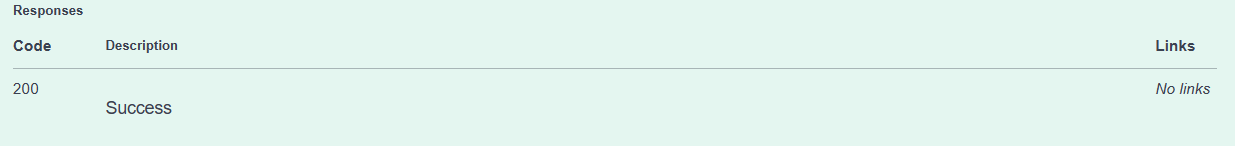 Responses
Code Description Links
200 No links
Success